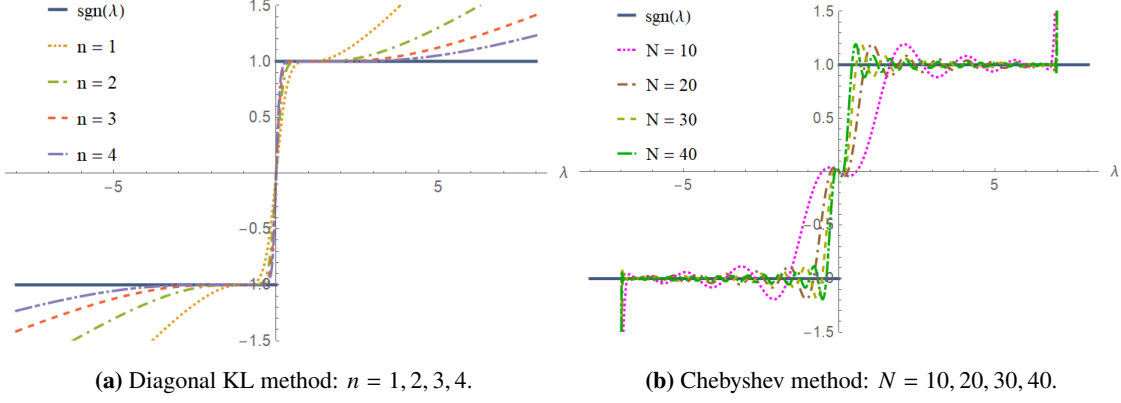 sgn(λ)
n = 1
n = 2
n = 3
n = 4
1.5
1.0
0.5
-0.5
-1.0
-1.5
-5
5
λ
sgn(λ)
N = 10
N = 20
N = 30
N = 40
1.5
1.0
0.5
-0.5
-1.0
-1.5
-5
5
λ
(a) Diagonal KL method: n = 1, 2, 3, 4.
(b) Chebyshev method: N = 10, 20, 30, 40.